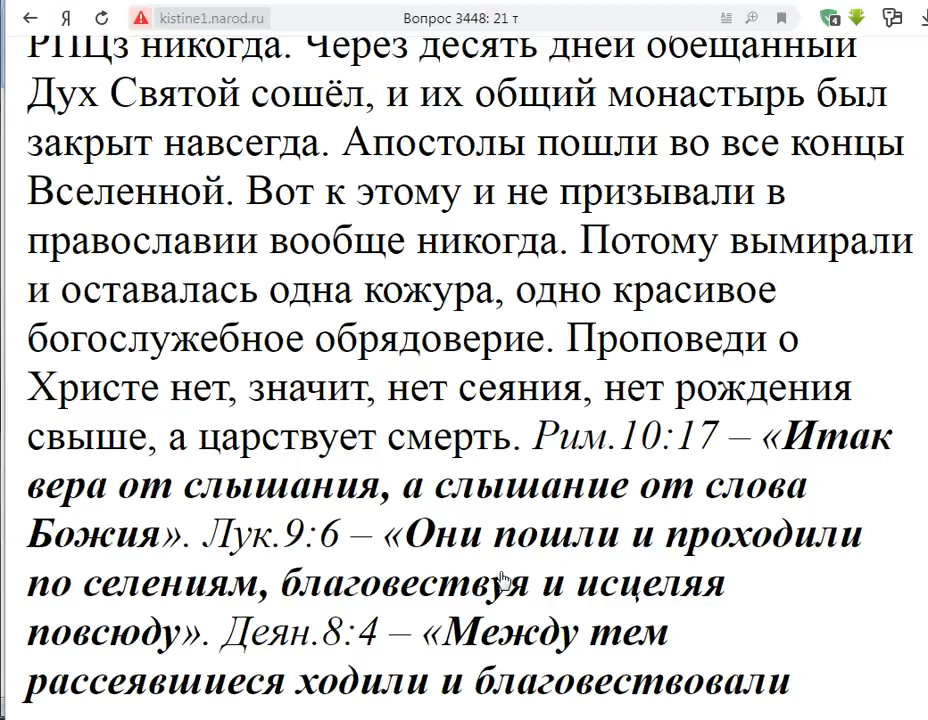 Я kistine1.narod.ru Вопрос 3448: 21 т 4
РПЦз никогда. Через десять дней обещанный
Дух Святой сошёл, и их общий монастырь был
закрыт навсегда. Апостолы пошли во все концы
Вселенной. Вот к этому и не призывали в
православии вообще никогда. Потому вымирали
и оставалась одна кожура, одно красивое
богослужебное обрядоверие. Проповеди о
Христе нет, значит, нет сеяния, нет рождения
свыше, а царствует смерть. Рим.10:17 – «Итак
вера от слышания, а слышание от слова
Божия». Лук.9:6 – «Они пошли и проходили
по селениям, благовествуя и исцеляя
повсюду». Деян.8:4 – «Между тем
рассеявшиеся ходили и благовествовали